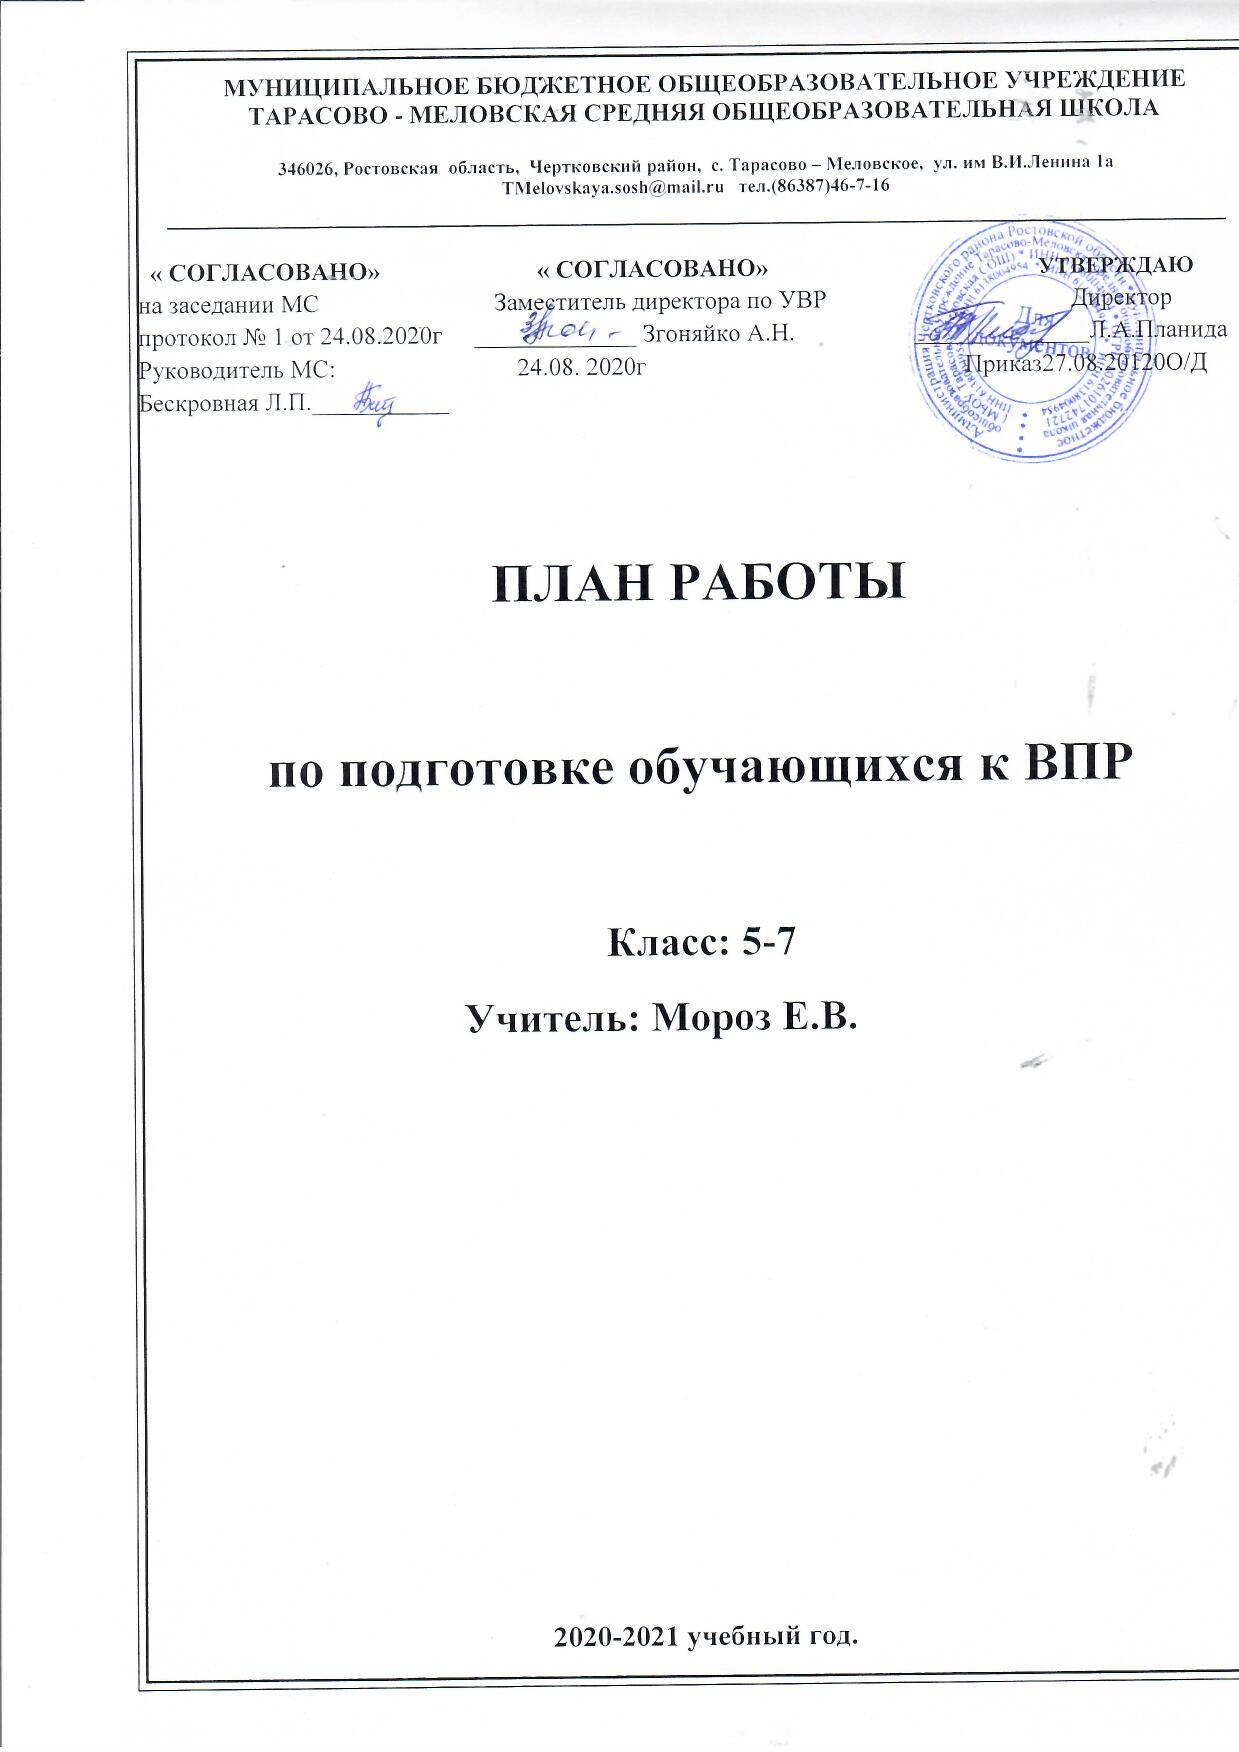 МУНИЦИПАЛЬНОЕ БЮДЖЕТНОЕ ОБЩЕОБРАЗОВАТЕЛЬНОЕ УЧРЕЖДЕНИЕ
ТАРАСОВО - МЕЛОВСКАЯ СРЕДНЯЯ ОБЩЕОБРАЗОВАТЕЛЬНАЯ ШКОЛА
346026, Ростовская область, Чертковский район, с. Тарасово – Меловское, ул. им В.И.Ленина 1а
TMelovskaya.sosh@mail.ru тел.(86387)46-7-16
« СОГЛАСОВАНО» « СОГЛАСОВАНО» УТВЕРЖДАЮ
на заседании МС Заместитель директора по УВР Директор
протокол № 1 от 24.08.2020г Згоняйко А.Н. Л.А.Планида
Руководитель МС: 24.08. 2020г Приказ27.08.20120О/Д
Бескровная Л.П.
Для
документов
ПЛАН РАБОТЫ
по подготовке обучающихся к ВПР
Класс: 5-7
Учитель: Мороз Е.В.
2020-2021 учебный год.